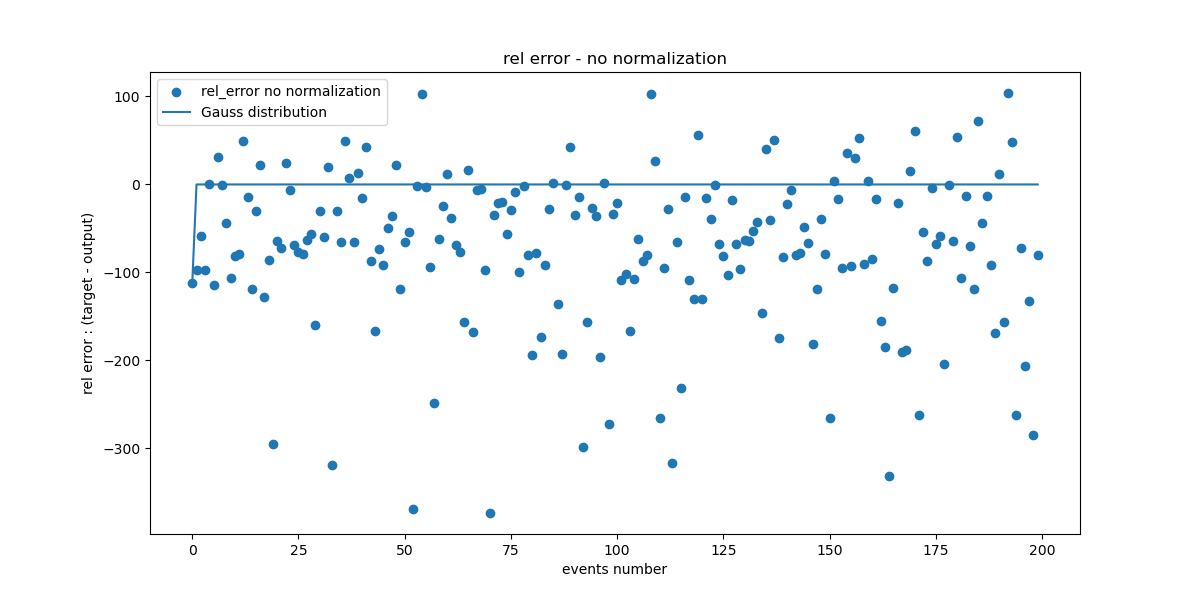 rel error - no normalization
rel_error no normalization
Gauss distribution
100
0
−100
−200
−300
rel error : (target - output)
0
25
50
75
100
125
150
175
200
events number